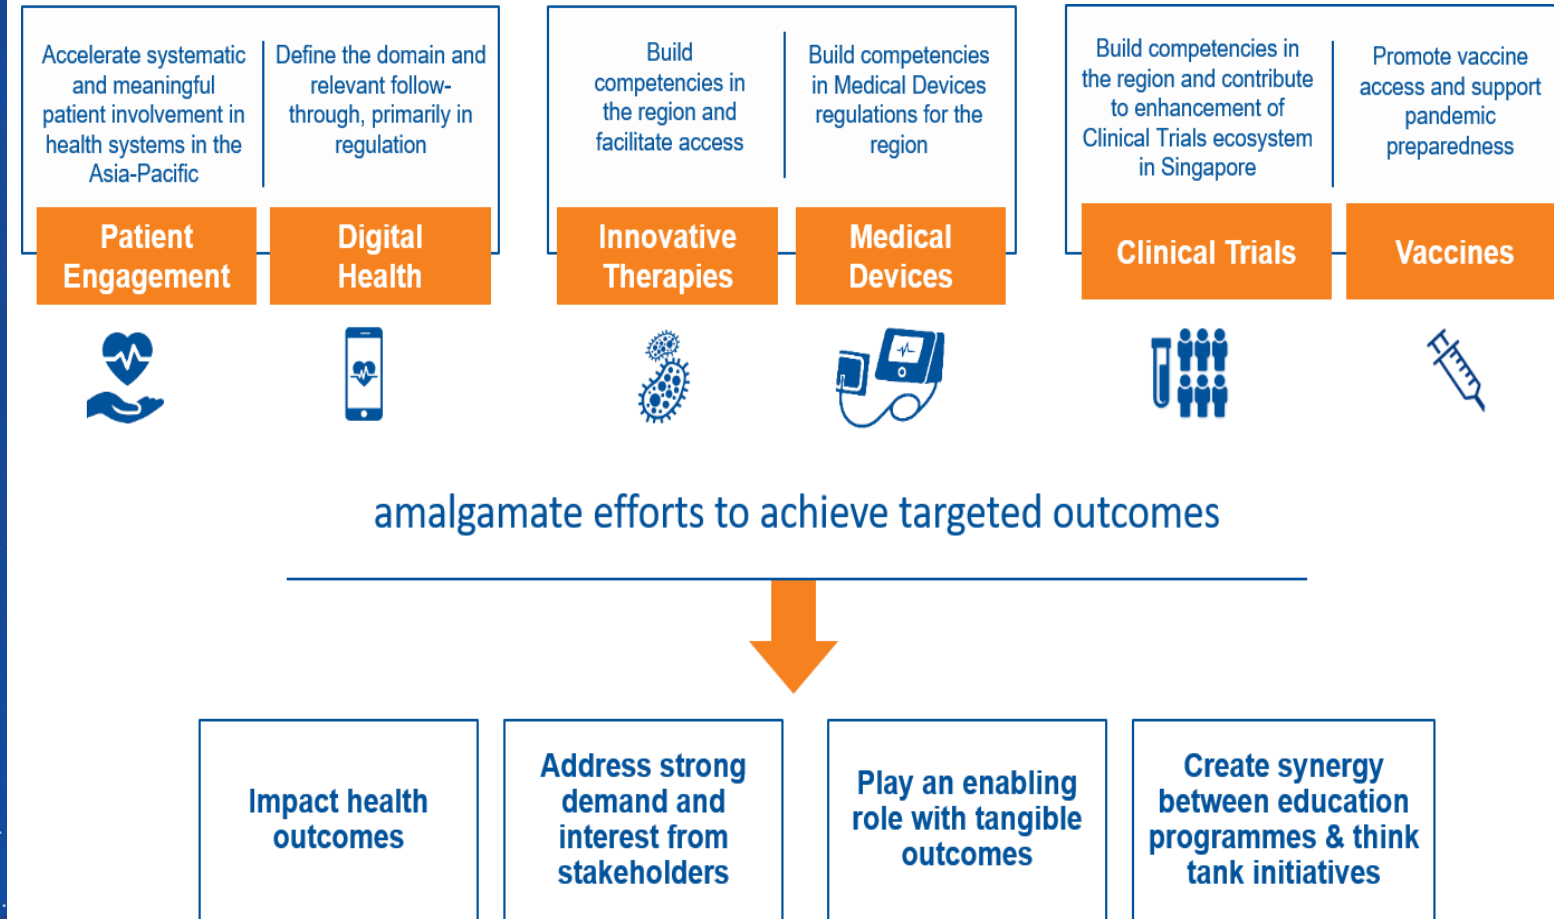 Accelerate systematic
and meaningful
patient involvement in
health systems in the
Asia-Pacific
Define the domain and
relevant follow-
through, primarily in
regulation
Build
competencies in
the region and
facilitate access
Build competencies
in Medical Devices
regulations for the
region
Build competencies in
the region and contribute
to enhancement of
Clinical Trials ecosystem
in Singapore
Promote vaccine
access and support
pandemic
preparedness
Patient
Engagement
Digital
Health
Innovative
Therapies
Medical
Devices
Clinical Trials
Vaccines
amalgamate efforts to achieve targeted outcomes
Impact health
outcomes
Address strong
demand and
interest from
stakeholders
Play an enabling
role with tangible
outcomes
Create synergy
between education
programmes & think
tank initiatives